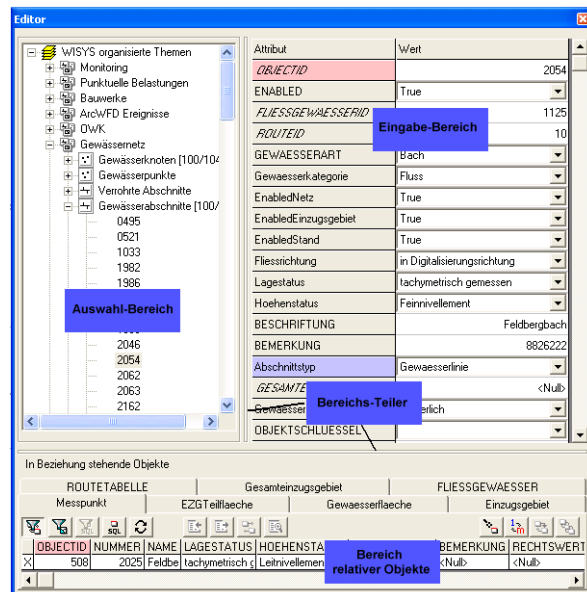 Editor
WISYS organisierte Themen
Monitoring
Punktuelle Belastungen
Bauwerke
ArcWFD Ereignisse
OWK
Gewässernetz
Gewässerknoten [100/104
Gewässerpunkte
Verrohrte Abschnitte
Gewässerabschnitte [100/
0495
0521
1033
1982
1986
Auswahl-Bereich
2046
2054
2062
2063
2162
Attribut Wert
OBJECTID 2054
ENABLED True
FLIESSGEWAESSERID 1125
Eingabe-Bereich
ROUTEID 10
GEWAESSERART Bach
Gewaesserkategorie Fluss
EnabledNetz True
EnabledEinzugsgebiet True
EnabledStand True
Fliessrichtung in Digitalisierungsrichtung
Lagestatus tachymetrisch gemessen
Hoehenstatus Feinnivellement
BESCHRIFTUNG Feldbergbach
BEMERKUNG 8826222
Abschnittstyp Gewaesserlinie
GESAMTE <Null>
Bereichs-Teiler
OBJEKTSCHLUESSEL
In Beziehung stehende Objekte
ROUTETABELLE Gesamteinzugsgebiet FLIESSGEWAESSER
Messpunkt EZGTeilflaeche Gewaesserflaeche Einzugsgebiet
SQL SQL
OBJECTID NUMMER NAME LAGESTATUS HOEHENSTA BEMERKUNG RECHTSWERT
X 508 2025 Feldbe tachymetrisch g Leitnivellemen <Null> <Null>
Bereich
relativer Objekte